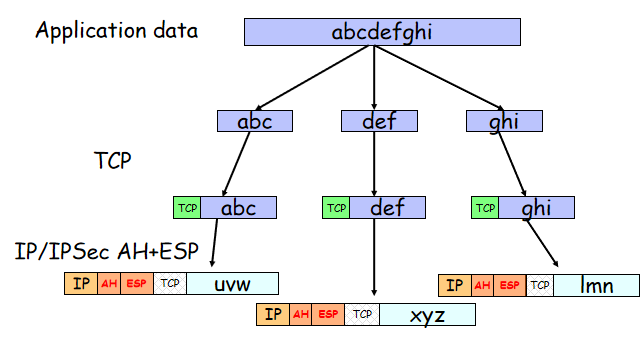 Application data
abcdefghi
abc
def
ghi
TCP
TCP abc
TCP def
TCP ghi
IP/IPSec AH+ESP
IP AH ESP TCP uvw
IP AH ESP TCP lmn
IP AH ESP TCP xyz